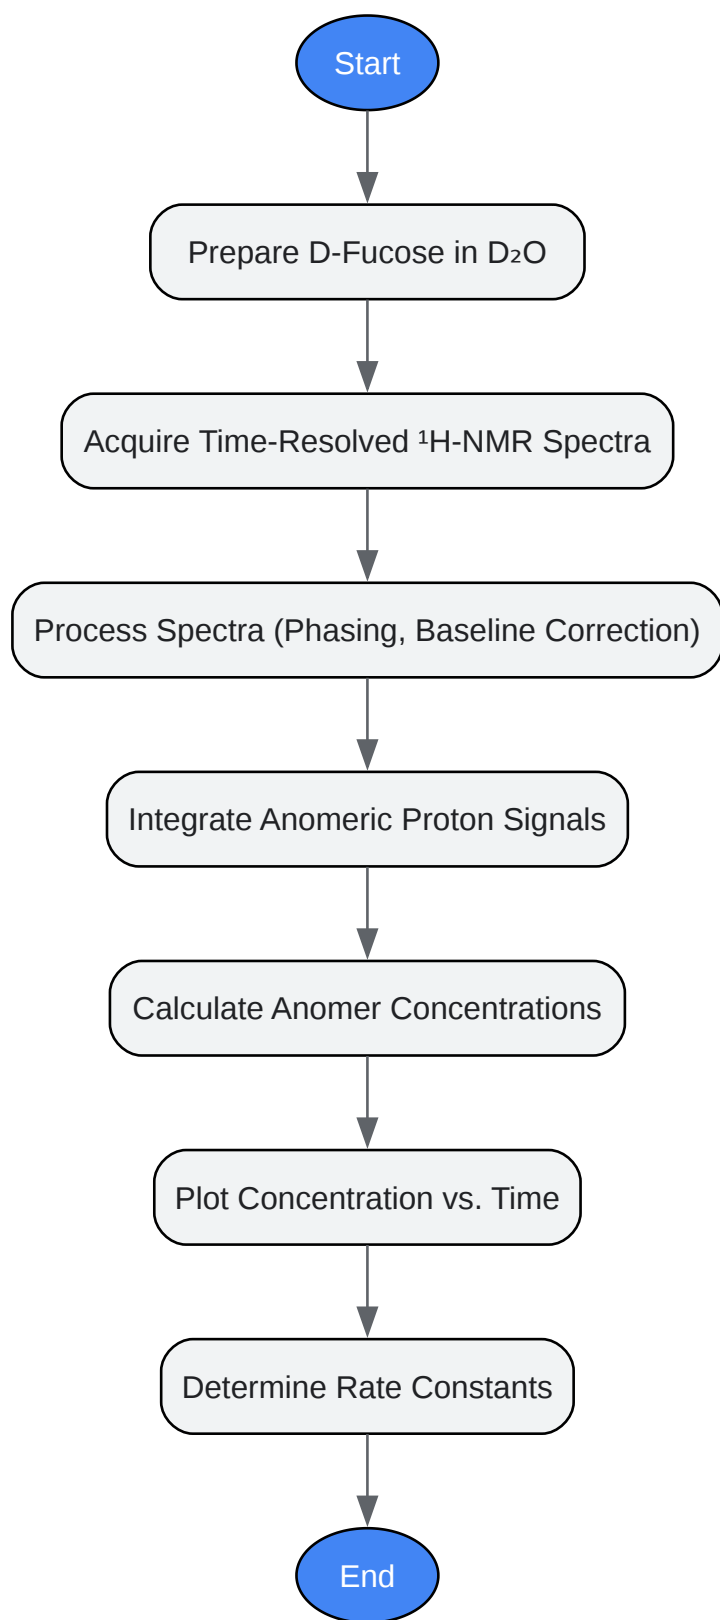 Start
Prepare D-Fucose in D₂O
Acquire Time-Resolved ¹H-NMR Spectra
Process Spectra (Phasing, Baseline Correction)
Integrate Anomeric Proton Signals
Calculate Anomer Concentrations
Plot Concentration vs. Time
Determine Rate Constants
End